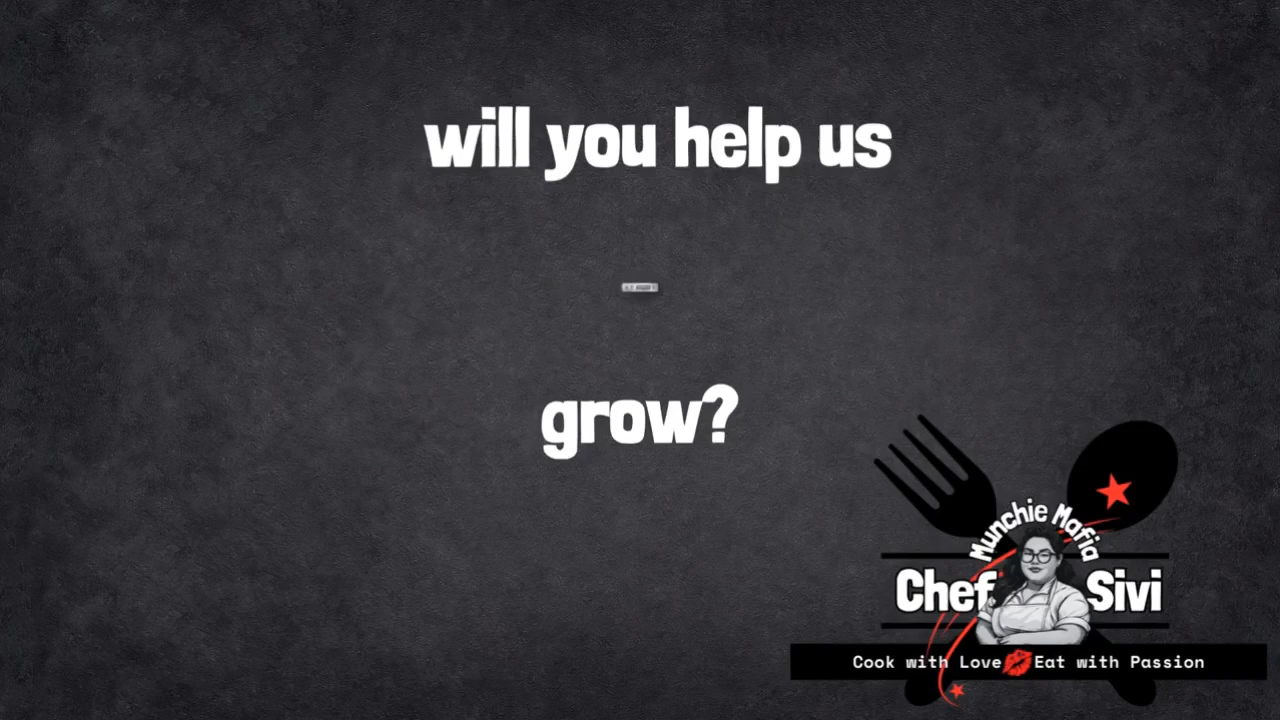 will you help us
grow?
Munchie Mafia
Chef Sivi
Cook with Love Eat with Passion